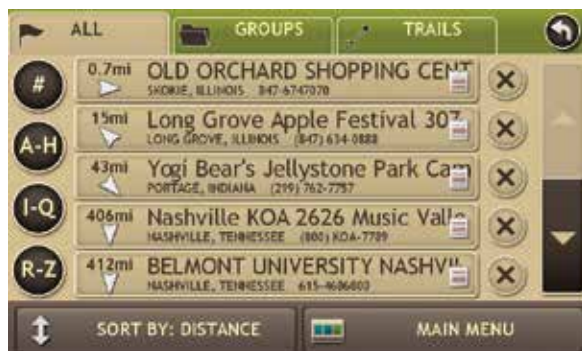 ALL GROUPS TRAILS
#
0.7mi OLD ORCHARD SHOPPING CENT
SKOKIE, ILLINOIS 847-6747070
A-H
15mi Long Grove Apple Festival 307
LONG GROVE, ILLINOIS (847) 634-0888
43mi Yogi Bear's Jellystone Park Cam
PORTAGE, INDIANA (219) 762-7757
I-Q
406mi Nashville KOA 2626 Music Valle
NASHVILLE, TENNESSEE (800) KOA-7789
R-Z
412mi BELMONT UNIVERSITY NASHVIL
NASHVILLE, TENNESSEE
SORT BY: DISTANCE MAIN MENU